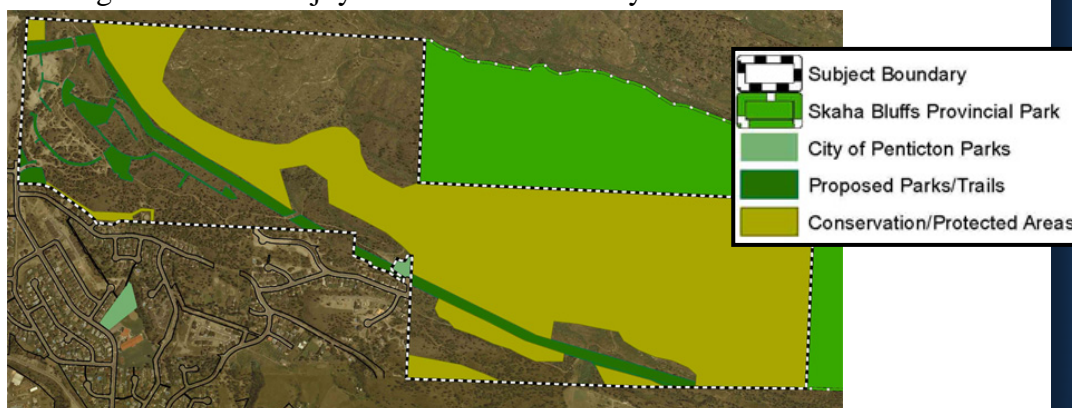 Subject Boundary
Skaha Bluffs Provincial Park
City of Penticton Parks
Proposed Parks/Trails
Conservation/Protected Areas